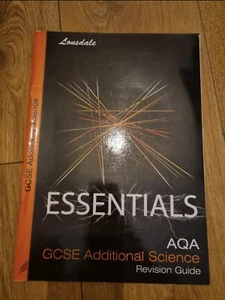 Lonsdale
GCSE Additional Science
ESSENTIALS
AQA
GCSE Additional Science
Revision Guide